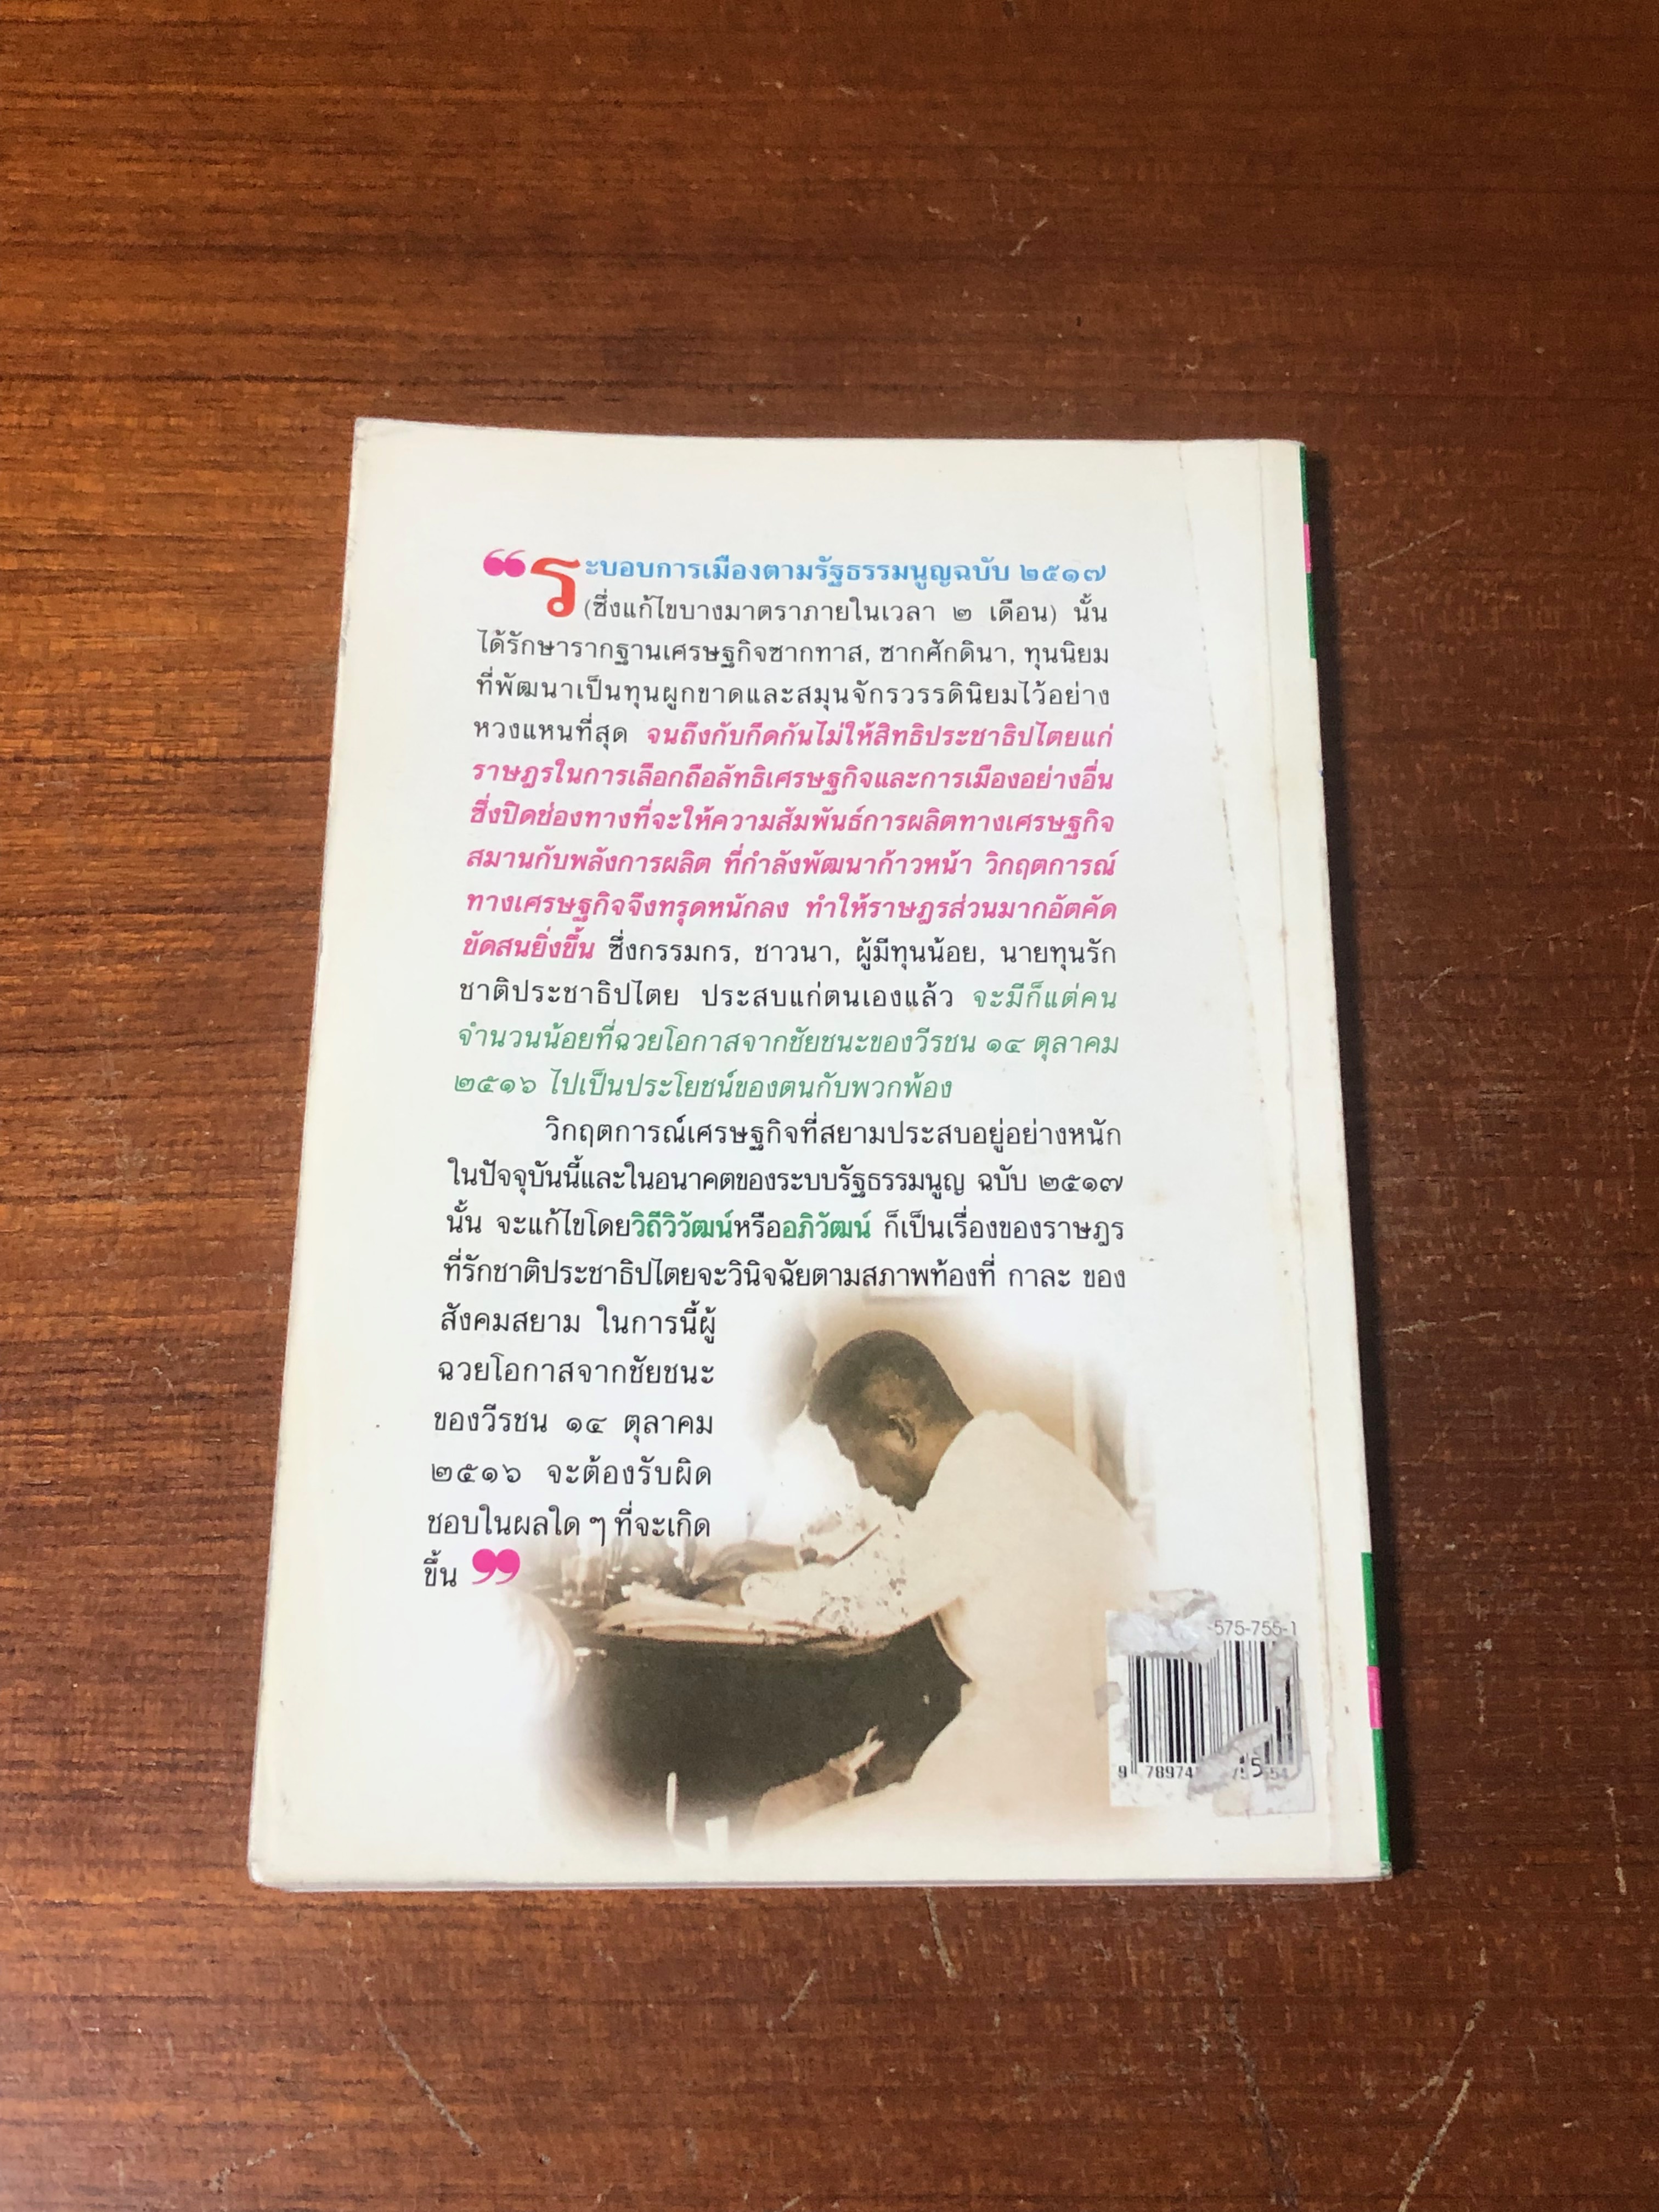 “ระบอบการเมืองตามรัฐธรรมนูญฉบับ ๒๕๑๗
(ซึ่งแก้ไขบางมาตราภายในเวลา ๒ เดือน) นั้น
ได้รักษารากฐานเศรษฐกิจซากทาส, ซากศักดินา, ทุนนิยม
ที่พัฒนาเป็นทุนผูกขาดและสมุนจักรวรรดินิยมไว้อย่าง
หวงแหนที่สุด จนถึงกับกีดกันไม่ให้สิทธิประชาธิปไตยแก่
ราษฎรในการเลือกถือลัทธิเศรษฐกิจและการเมืองอย่างอื่น
ซึ่งปิดช่องทางที่จะให้ความสัมพันธ์การผลิตทางเศรษฐกิจ
สมานกับพลังการผลิต ที่กำลังพัฒนาก้าวหน้า วิกฤตการณ์
ทางเศรษฐกิจจึงทรุดหนักลง ทำให้ราษฎรส่วนมากอัตคัด
ขัดสนยิ่งขึ้น ซึ่งกรรมกร, ชาวนา, ผู้มีทุนน้อย, นายทุนรัก
ชาติประชาธิปไตย ประสบแก่ตนเองแล้ว จะมีก็แต่คน
จำนวนน้อยที่ฉวยโอกาสจากชัยชนะของวีรชน ๑๔ ตุลาคม
๒๕๑๖ ไปเป็นประโยชน์ของตนกับพวกพ้อง
วิกฤตการณ์เศรษฐกิจที่สยามประสบอยู่อย่างหนัก
ในปัจจุบันนี้และในอนาคตของระบบรัฐธรรมนูญ ฉบับ ๒๕๑๗
นั้น จะแก้ไขโดยวิถีวิวัฒน์หรืออภิวัฒน์ ก็เป็นเรื่องของราษฎร
ที่รักชาติประชาธิปไตยจะวินิจฉัยตามสภาพท้องที่ กาละ ของ
สังคมสยาม ในการนี้ผู้
ฉวยโอกาสจากชัยชนะ
ของวีรชน ๑๔ ตุลาคม
๒๕๑๖ จะต้องรับผิด
ชอบในผลใด ๆ ที่จะเกิด
ขึ้น ”
-575-755-1
9 78974